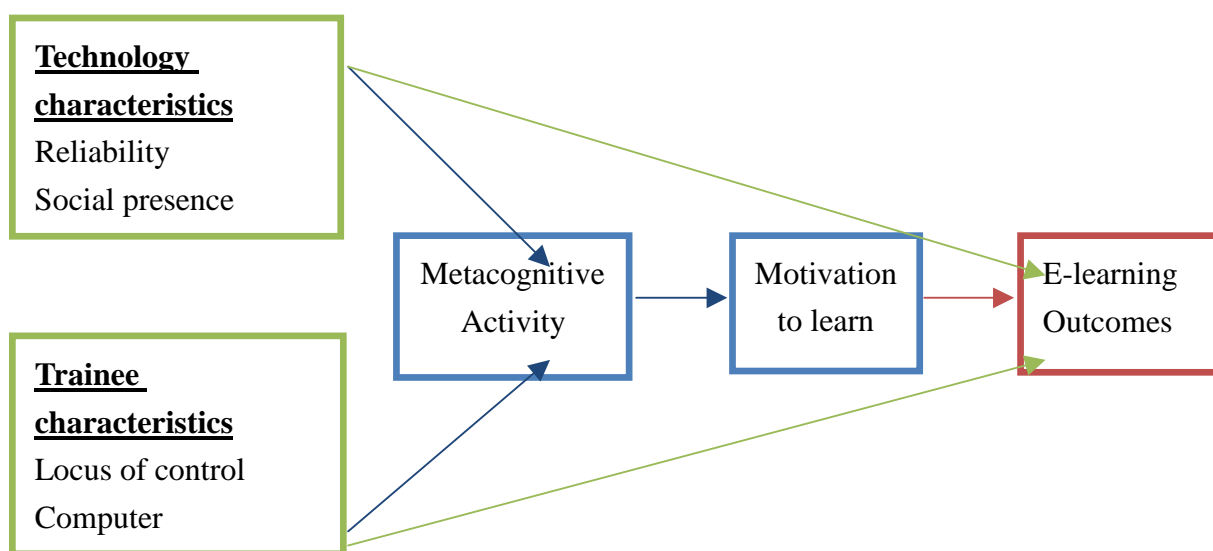 Technology
characteristics
Reliability
Social presence
Metacognitive
Activity
Motivation
to learn
E-learning
Outcomes
Trainee
characteristics
Locus of control
Computer